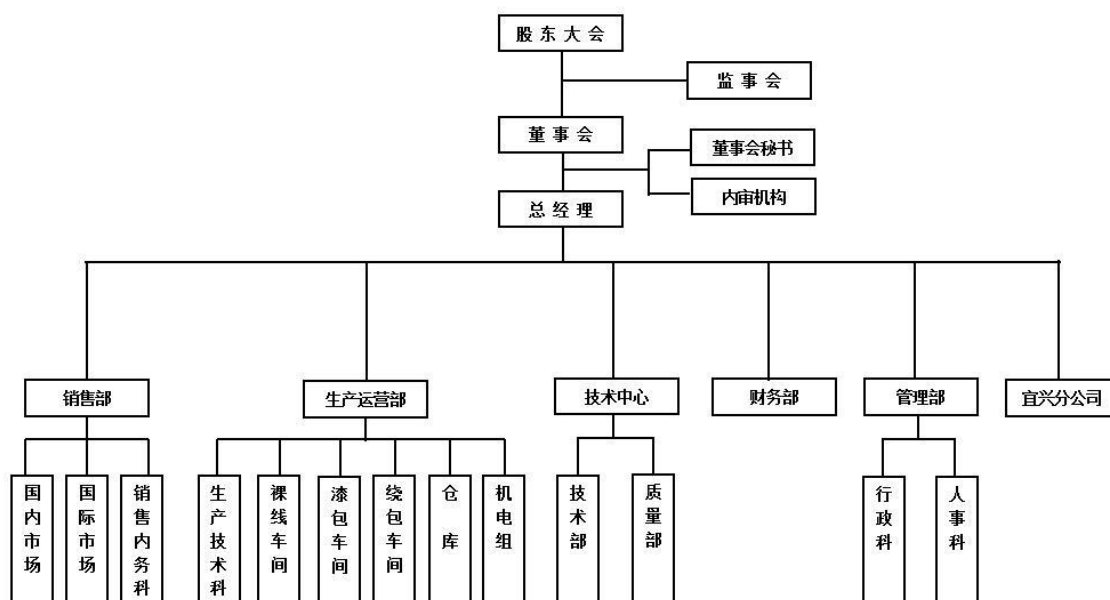 股东大会
监事会
董事会
董事会秘书
内审机构
总经理
销售部
生产运营部
技术中心
财务部
管理部
宜兴分公司
国内市场
国际市场
销售内务科
生产技术科
裸线车间
漆包车间
绕包车间
仓库
机电组
技术部
质量部
行政科
人事科